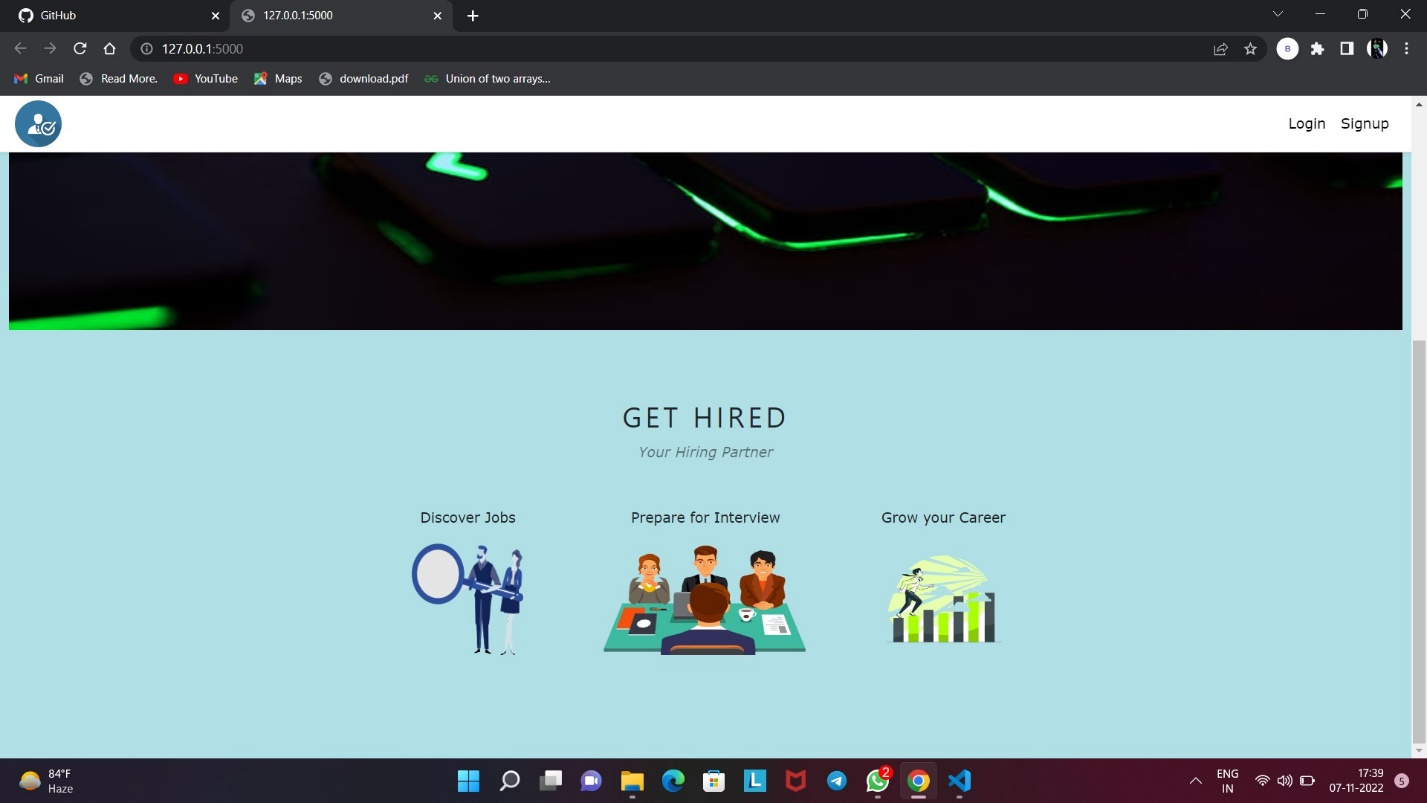 GitHub
127.0.0.1:5000
127.0.0.1:5000
Gmail Read More. YouTube Maps download.pdf Union of two arrays...
Login Signup
GET HIRED
Your Hiring Partner
Discover Jobs Prepare for Interview Grow your Career
84°F
Haze
2
ENG
IN
17:39
07-11-2022
5